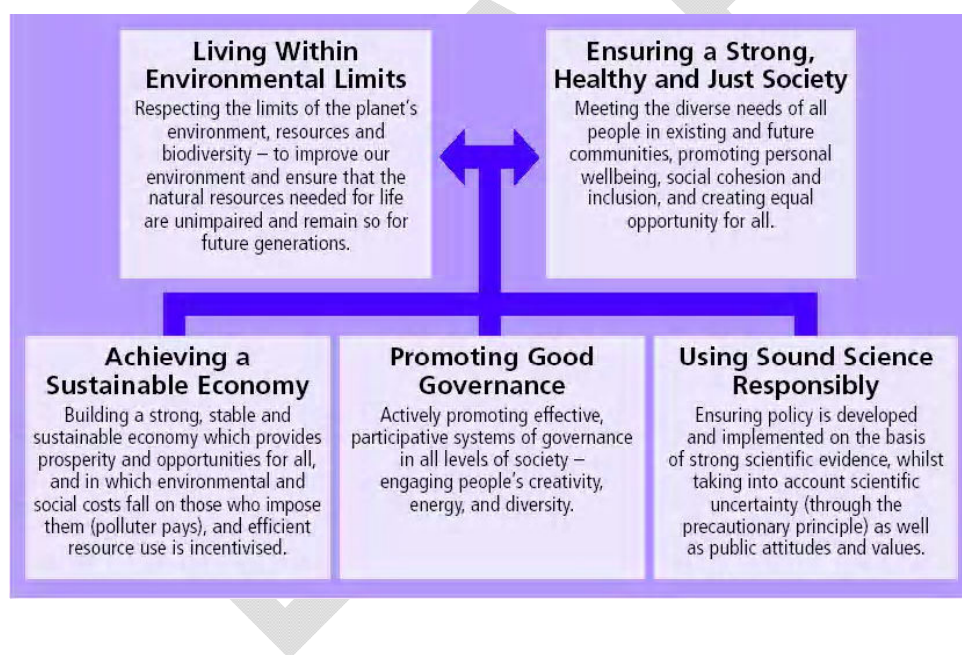 Living Within
Environmental Limits
Respecting the limits of the planet's
environment, resources and
biodiversity – to improve our
environment and ensure that the
natural resources needed for life
are unimpaired and remain so for
future generations.
Ensuring a Strong,
Healthy and Just Society
Meeting the diverse needs of all
people in existing and future
communities, promoting personal
wellbeing, social cohesion and
inclusion, and creating equal
opportunity for all.
Achieving a
Sustainable Economy
Building a strong, stable and
sustainable economy which provides
prosperity and opportunities for all,
and in which environmental and
social costs fall on those who impose
them (polluter pays), and efficient
resource use is incentivised.
Promoting Good
Governance
Actively promoting effective,
participative systems of governance
in all levels of society –
engaging people's creativity,
energy, and diversity.
Using Sound Science
Responsibly
Ensuring policy is developed
and implemented on the basis
of strong scientific evidence, whilst
taking into account scientific
uncertainty (through the
precautionary principle) as well
as public attitudes and values.